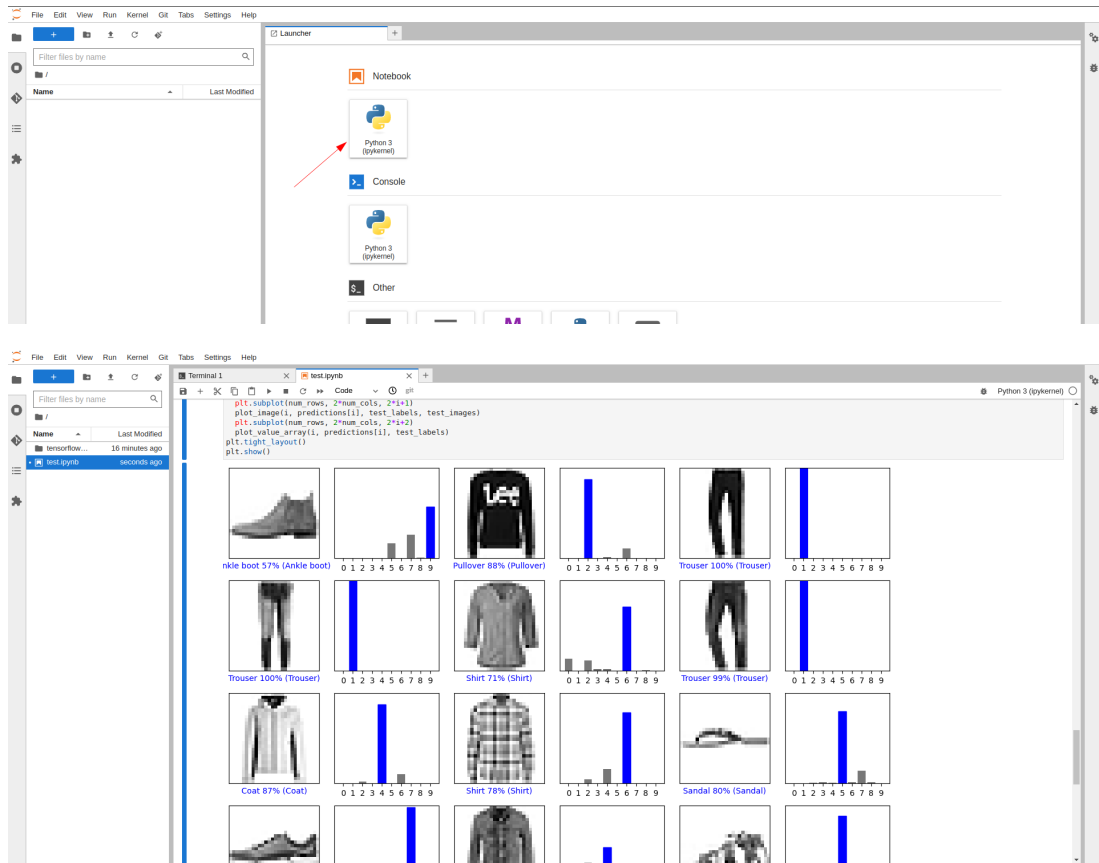 File Edit View Run Kernel Git Tabs Settings Help
+
Launcher +
Filter files by name
/
Name Last Modified
Notebook
Python 3
(ipykernel)
Console
Python 3
(ipykernel)
$_ Other
M
File Edit View Run Kernel Git Tabs Settings Help
+
Terminal 1 test.ipynb +
Code git Python 3 (ipykernel)
Filter files by name
/
Name Last Modified
tensorflow... 16 minutes ago
test.ipynb seconds ago
plt.subplot(num_rows, 2*num_cols, 2*i+1)
plot_image(i, predictions[i], test_labels, test_images)
plt.subplot(num_rows, 2*num_cols, 2*i+2)
plot_value_array(i, predictions[i], test_labels)
plt.tight_layout()
plt.show()
Lee
nkle boot 57% (Ankle boot) 0 1 2 3 4 5 6 7 8 9 Pullover 88% (Pullover) 0 1 2 3 4 5 6 7 8 9 Trouser 100% (Trouser) 0 1 2 3 4 5 6 7 8 9
Trouser 100% (Trouser) 0 1 2 3 4 5 6 7 8 9 Shirt 71% (Shirt) 0 1 2 3 4 5 6 7 8 9 Trouser 99% (Trouser) 0 1 2 3 4 5 6 7 8 9
Coat 87% (Coat) 0 1 2 3 4 5 6 7 8 9 Shirt 78% (Shirt) 0 1 2 3 4 5 6 7 8 9 Sandal 80% (Sandal) 0 1 2 3 4 5 6 7 8 9